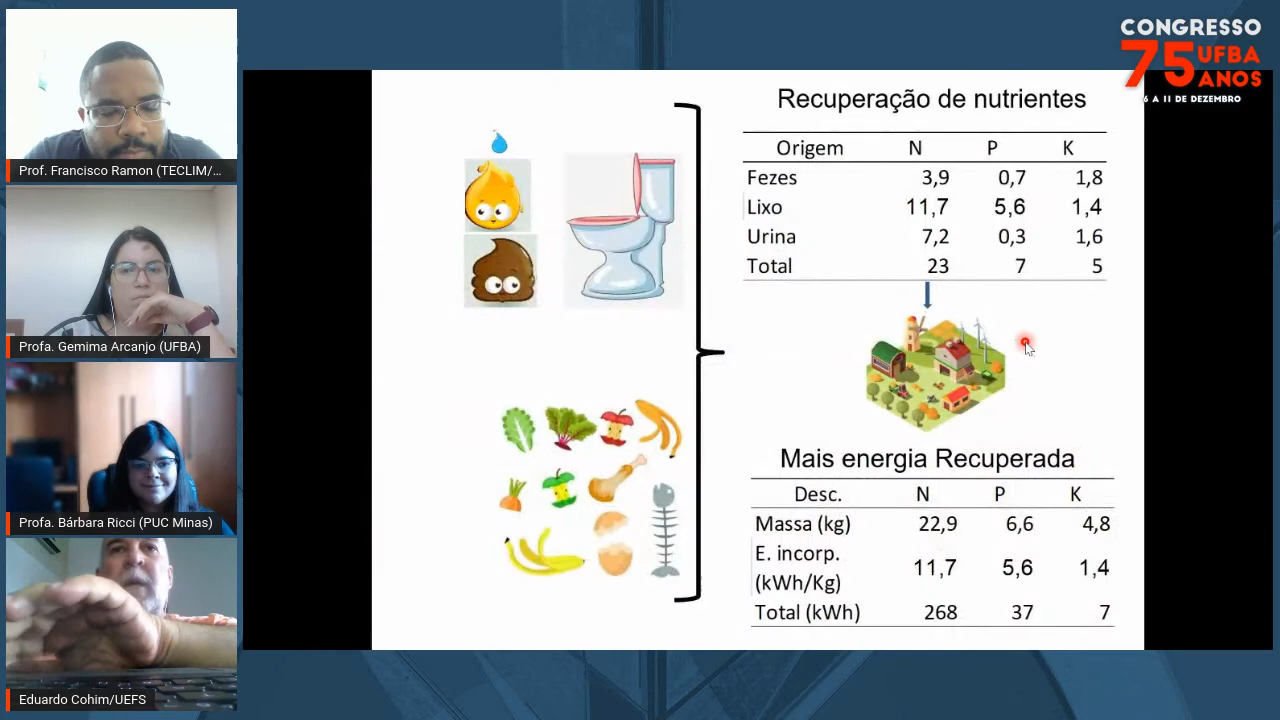 CONGRESSO
75 UFBA
ANOS
6 A 11 DE DEZEMBRO
Prof. Francisco Ramon (TECLIM/...
Profa. Gemima Arcanjo (UFBA)
Profa. Bárbara Ricci (PUC Minas)
Eduardo Cohim/UEFS
Recuperação de nutrientes
Origem N P K
Fezes 3,9 0,7 1,8
Lixo 11,7 5,6 1,4
Urina 7,2 0,3 1,6
Total 23 7 5
Mais energia Recuperada
Desc. N P K
Massa (kg) 22,9 6,6 4,8
E. incorp.
(kWh/Kg) 11,7 5,6 1,4
Total (kWh) 268 37 7